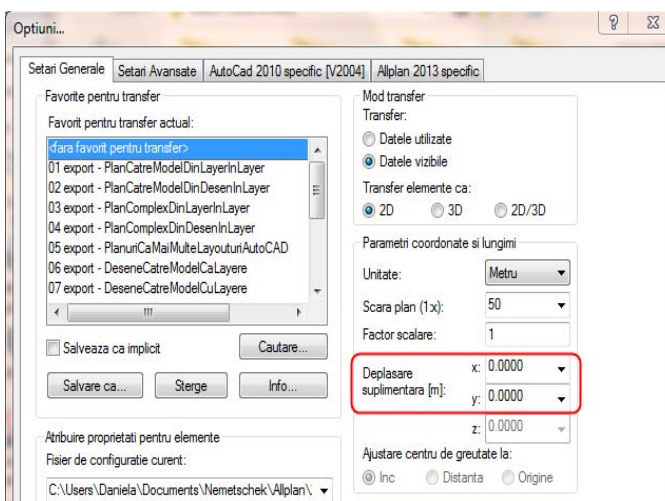 Optiuni...
Setari Generale
Setari Avansate
AutoCad 2010 specific [V2004]
Allplan 2013 specific
Favorite pentru transfer
Favorit pentru transfer actual:
<fara favorit pentru transfer>
01 export - PlanCatreModelDinLayerInLayer
02 export - PlanCatreModelDinDesenInLayer
03 export - PlanComplexDinLayerInLayer
04 export - PlanComplexDinDesenInLayer
05 export - PlanuriCaMaiMulteLayouturiAutoCAD
06 export - DeseneCatreModelCaLayere
07 export - DeseneCatreModelCuLayere
Salveaza ca implicit
Cautare...
Salvare ca...
Sterge
Info...
Atribuire proprietati pentru elemente
Fisier de configuratie curent:
C:\Users\Daniela\Documents\Nemetschek\Allplan\:
Mod transfer
Transfer:
Datele utilizate
Datele vizibile
Transfer elemente ca:
2D 3D 2D/3D
Parametri coordonate si lungimi
Unitate: Metru
Scara plan (1:x): 50
Factor scalare: 1
Deplasare suplimentara [m]:
x: 0.0000
y: 0.0000
z: 0.0000
Ajustare centru de greutate la:
Inc Distanta Origine